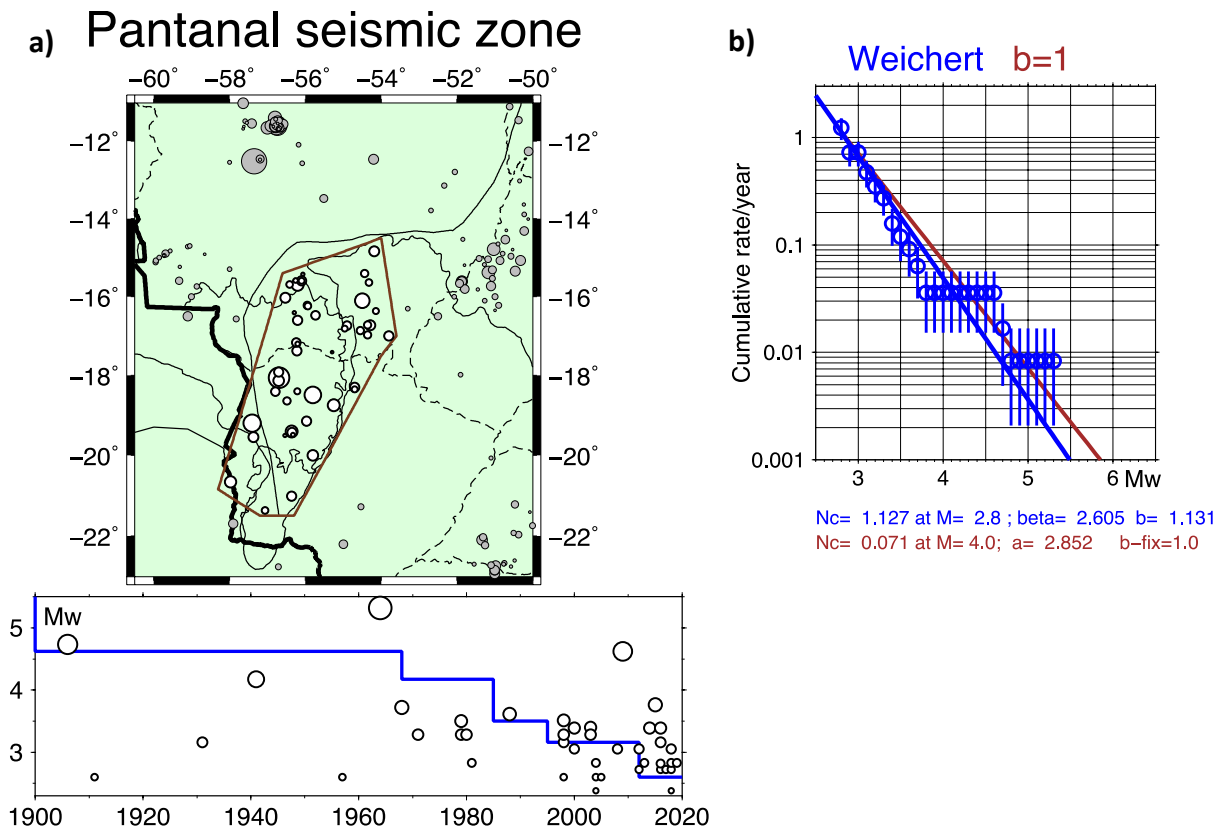 a) Pantanal seismic zone
−60° −58° −56° −54° −52° −50°
−12° −12°
−14° −14°
−16° −16°
−18° −18°
−20° −20°
−22° −22°
Mw
5
4
3
1900 1920 1940 1960 1980 2000 2020
b)
Weichert b=1
Cumulative rate/year
1
0.1
0.01
0.001
3 4 5 6 Mw
Nc= 1.127 at M= 2.8 ; beta= 2.605 b= 1.131
Nc= 0.071 at M= 4.0; a= 2.852 b−fix=1.0